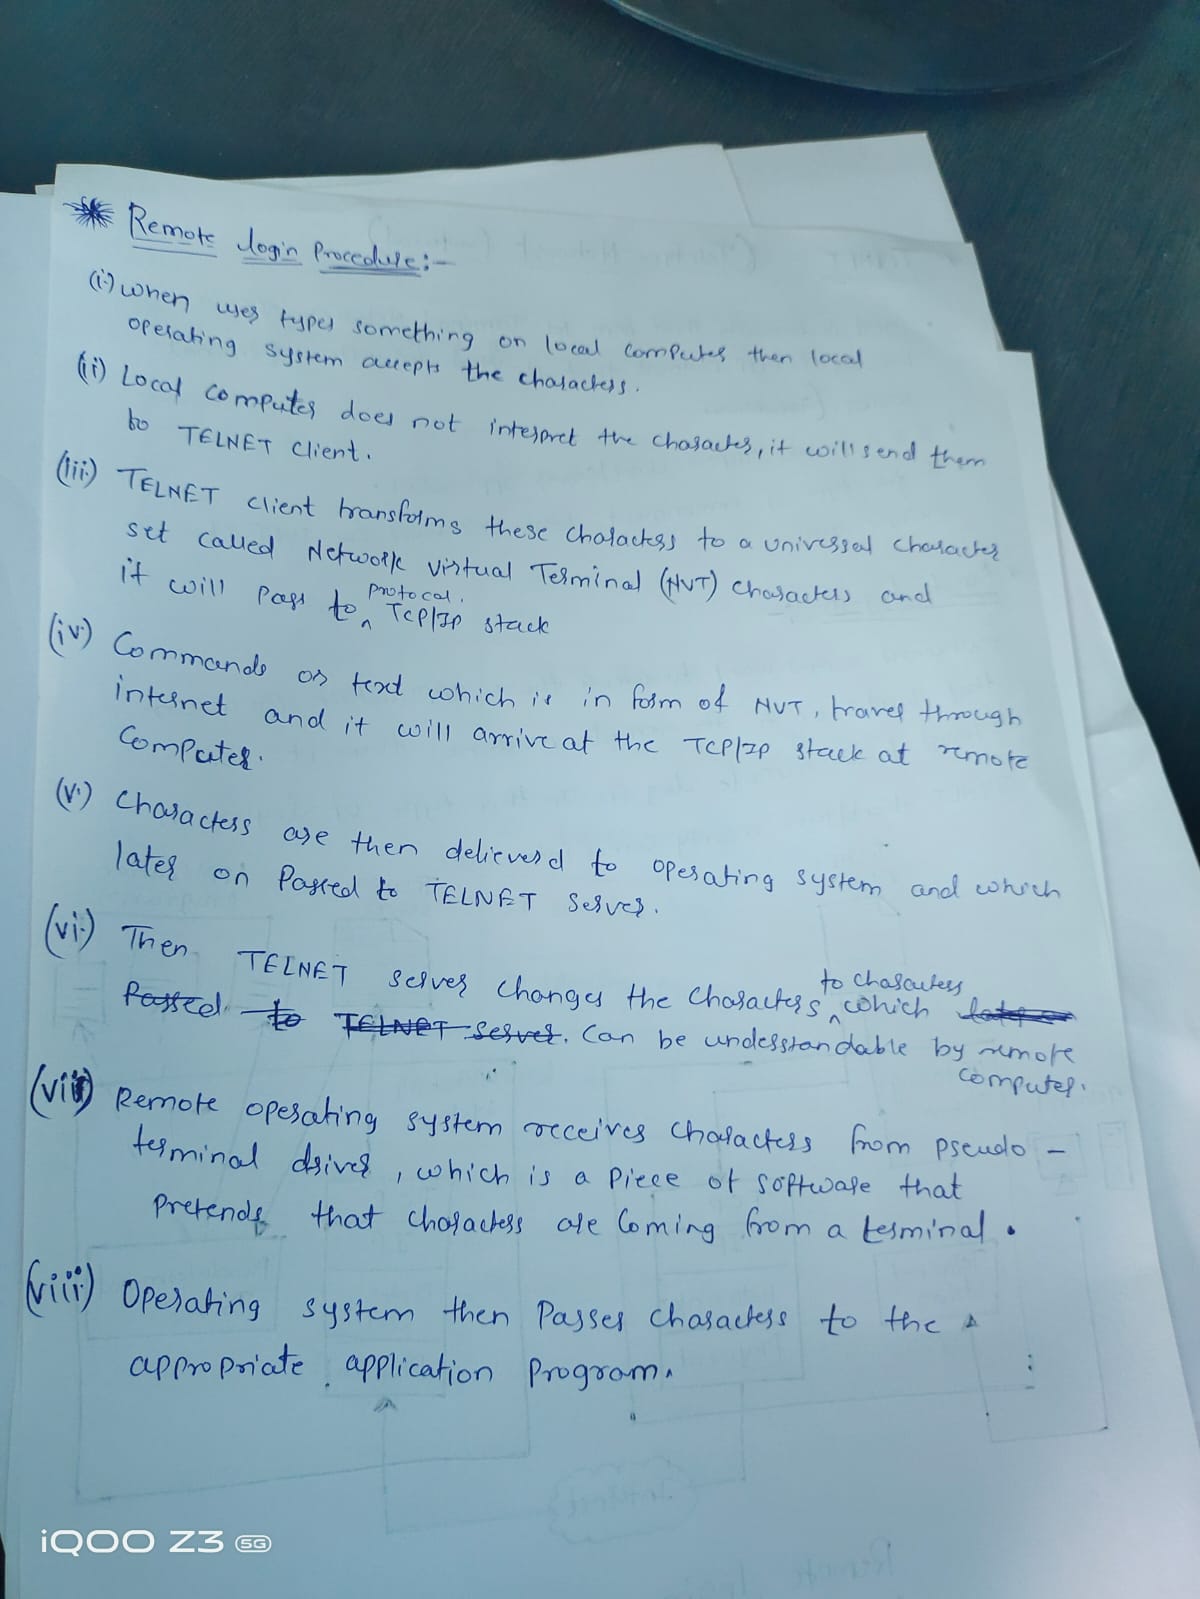 Remote login Procedure:-
(i) when user types something on local computer then local
operating system accepts the characters.
(ii) Local computer does not interpret the character, it will send them
to TELNET Client.
(iii) TELNET client transforms these characters to a universal character
set called Network Virtual Terminal (NVT) characters and
protocol.
it will pass to ^ TCP/IP stack
(iv) Commands or text which is in form of NVT, travel through
internet and it will arrive at the TCP/IP stack at remote
Computer.
(v) Characters are then delieverd to operating system and which
later on Passed to TELNET server.
to characters
(vi) Then TELNET server changes the characters ^ which later on
Passed to TELNET server. Can be understandable by remote
computer.
(vii) Remote operating system receives characters from pseudo -
terminal driver, which is a piece of software that
pretends that characters are coming from a terminal.
(viii) Operating system then Passes characters to the
appropriate application program.
iQOO Z3 5G